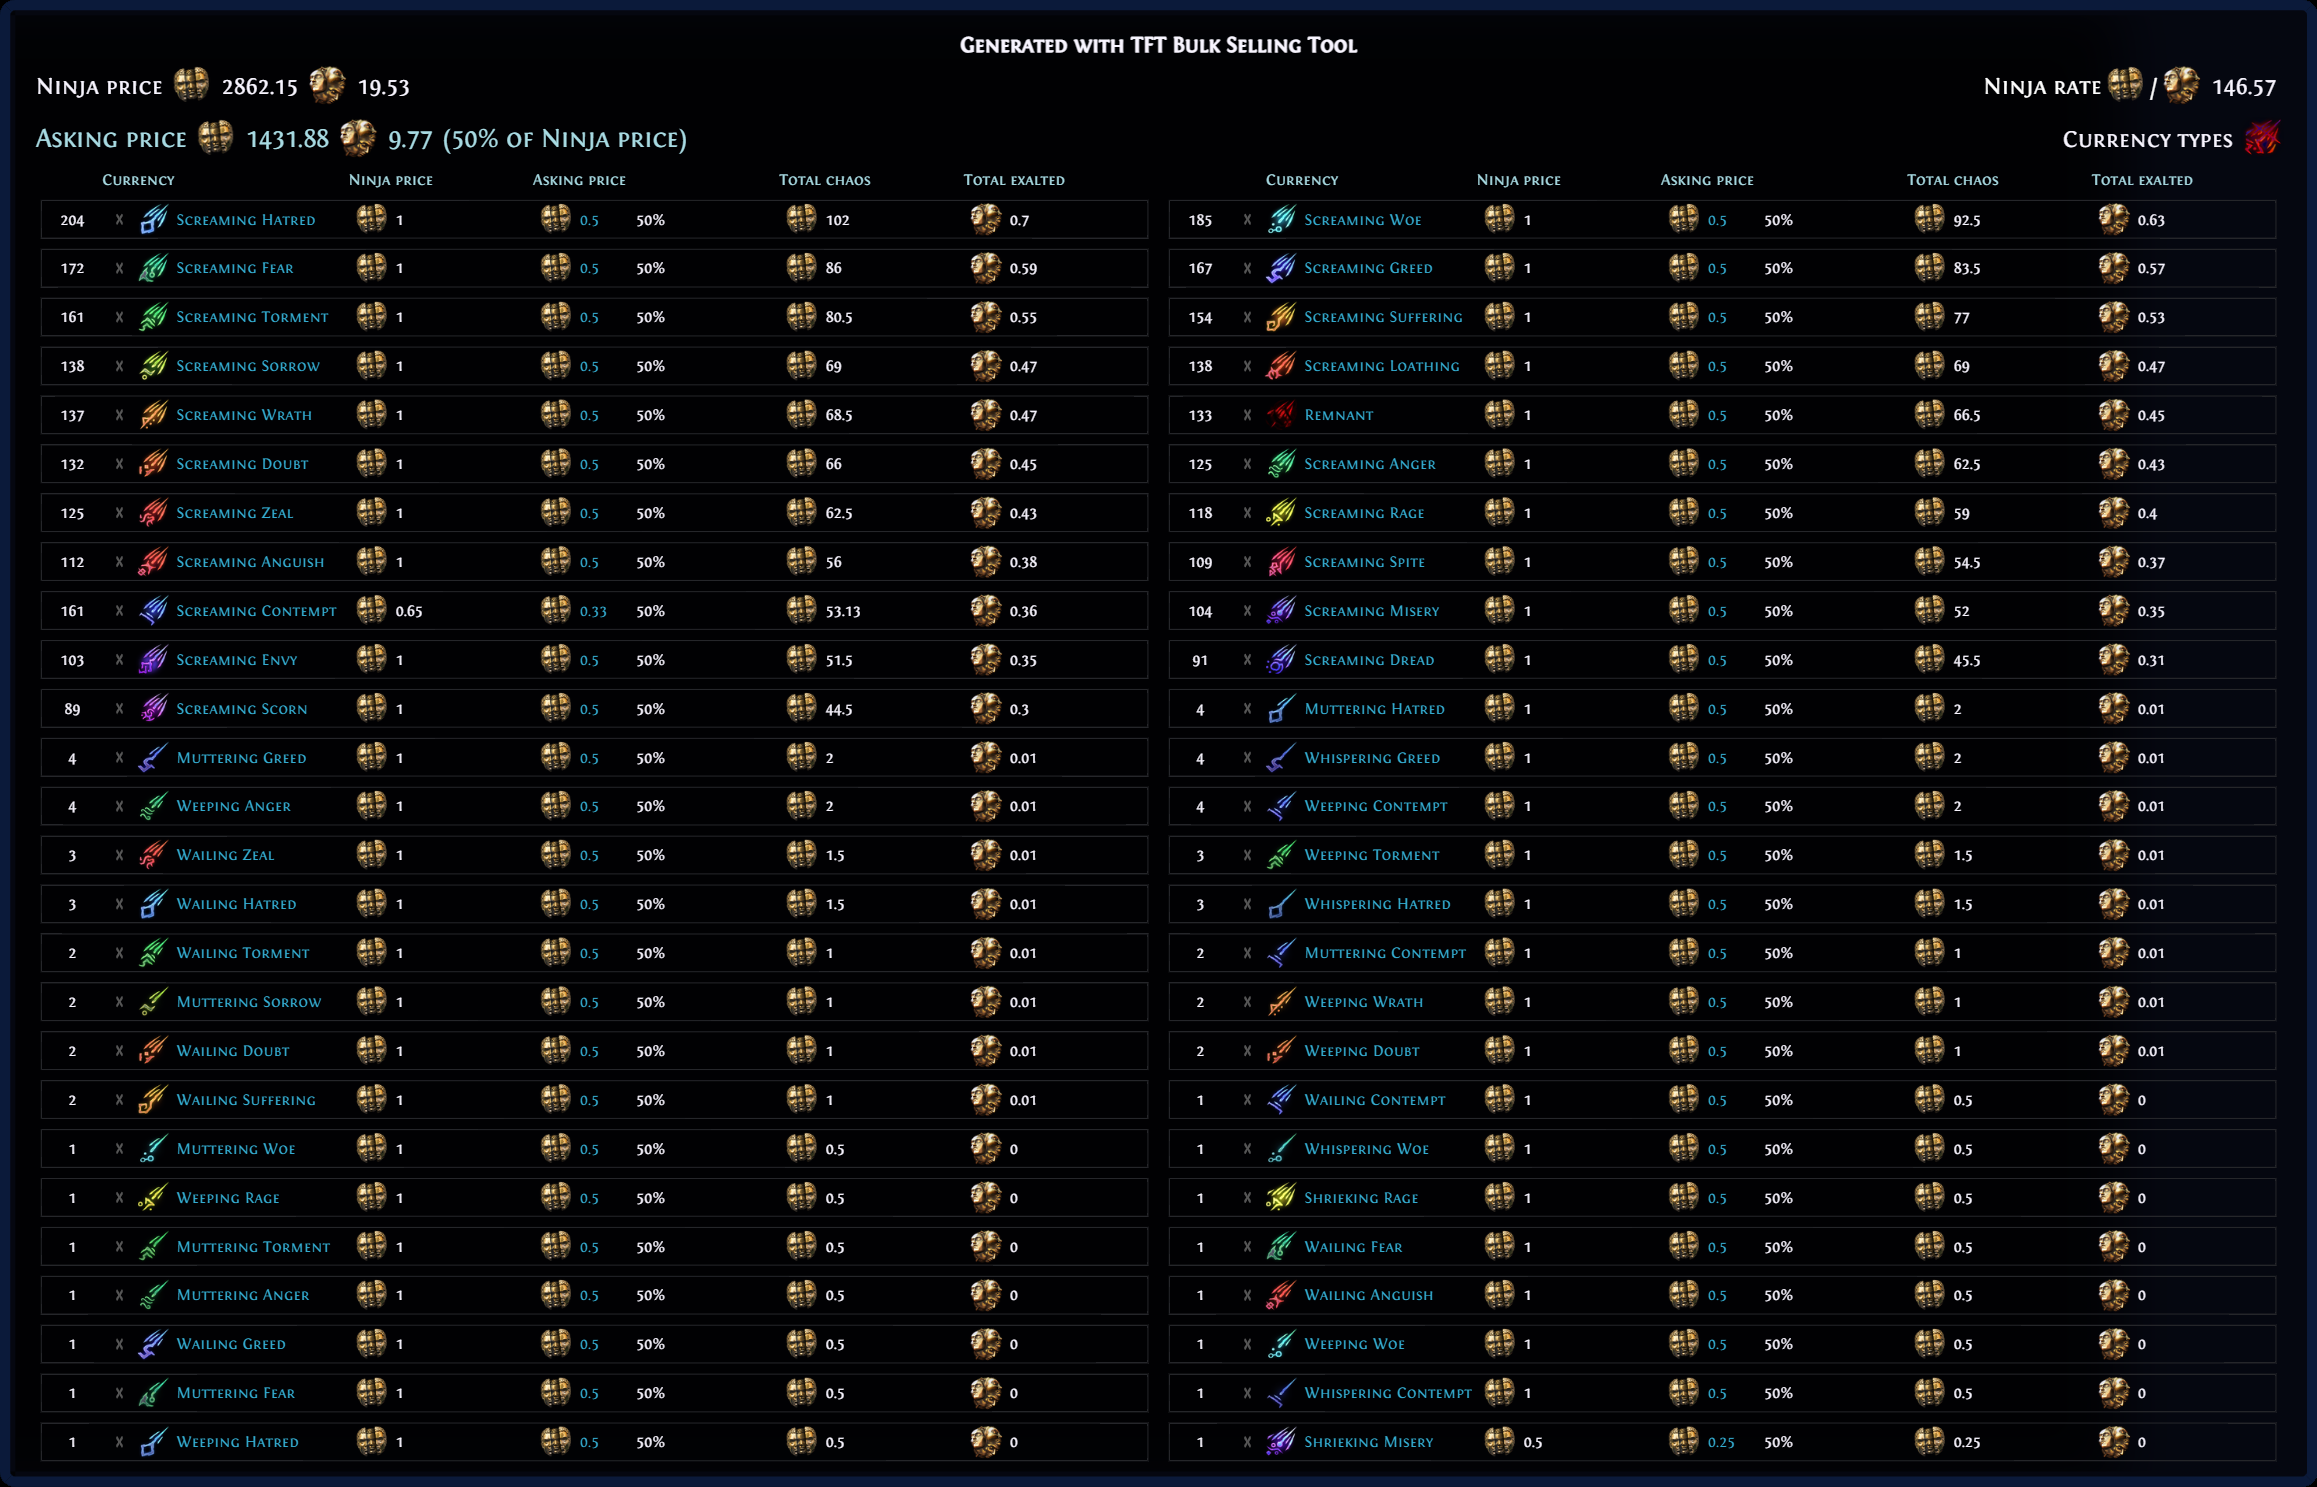 Generated with TFT Bulk Selling Tool
Ninja price 2862.15 19.53 Ninja rate / 146.57
Asking price 1431.88 9.77 (50% of Ninja price) Currency types
Currency Ninja price Asking price Total chaos Total exalted Currency Ninja price Asking price Total chaos Total exalted
204 x Screaming Hatred 1 0.5 50% 102 0.7 185 x Screaming Woe 1 0.5 50% 92.5 0.63
172 x Screaming Fear 1 0.5 50% 86 0.59 167 x Screaming Greed 1 0.5 50% 83.5 0.57
161 x Screaming Torment 1 0.5 50% 80.5 0.55 154 x Screaming Suffering 1 0.5 50% 77 0.53
138 x Screaming Sorrow 1 0.5 50% 69 0.47 138 x Screaming Loathing 1 0.5 50% 69 0.47
137 x Screaming Wrath 1 0.5 50% 68.5 0.47 133 x Remnant 1 0.5 50% 66.5 0.45
132 x Screaming Doubt 1 0.5 50% 66 0.45 125 x Screaming Anger 1 0.5 50% 62.5 0.43
125 x Screaming Zeal 1 0.5 50% 62.5 0.43 118 x Screaming Rage 1 0.5 50% 59 0.4
112 x Screaming Anguish 1 0.5 50% 56 0.38 109 x Screaming Spite 1 0.5 50% 54.5 0.37
161 x Screaming Contempt 0.65 0.33 50% 53.13 0.36 104 x Screaming Misery 1 0.5 50% 52 0.35
103 x Screaming Envy 1 0.5 50% 51.5 0.35 91 x Screaming Dread 1 0.5 50% 45.5 0.31
89 x Screaming Scorn 1 0.5 50% 44.5 0.3 4 x Muttering Hatred 1 0.5 50% 2 0.01
4 x Muttering Greed 1 0.5 50% 2 0.01 4 x Whispering Greed 1 0.5 50% 2 0.01
4 x Weeping Anger 1 0.5 50% 2 0.01 4 x Weeping Contempt 1 0.5 50% 2 0.01
3 x Wailing Zeal 1 0.5 50% 1.5 0.01 3 x Weeping Torment 1 0.5 50% 1.5 0.01
3 x Wailing Hatred 1 0.5 50% 1.5 0.01 3 x Whispering Hatred 1 0.5 50% 1.5 0.01
2 x Wailing Torment 1 0.5 50% 1 0.01 2 x Muttering Contempt 1 0.5 50% 1 0.01
2 x Muttering Sorrow 1 0.5 50% 1 0.01 2 x Weeping Wrath 1 0.5 50% 1 0.01
2 x Wailing Doubt 1 0.5 50% 1 0.01 2 x Weeping Doubt 1 0.5 50% 1 0.01
2 x Wailing Suffering 1 0.5 50% 1 0.01 1 x Wailing Contempt 1 0.5 50% 0.5 0
1 x Muttering Woe 1 0.5 50% 0.5 0 1 x Whispering Woe 1 0.5 50% 0.5 0
1 x Weeping Rage 1 0.5 50% 0.5 0 1 x Shrieking Rage 1 0.5 50% 0.5 0
1 x Muttering Torment 1 0.5 50% 0.5 0 1 x Wailing Fear 1 0.5 50% 0.5 0
1 x Muttering Anger 1 0.5 50% 0.5 0 1 x Wailing Anguish 1 0.5 50% 0.5 0
1 x Wailing Greed 1 0.5 50% 0.5 0 1 x Weeping Woe 1 0.5 50% 0.5 0
1 x Muttering Fear 1 0.5 50% 0.5 0 1 x Whispering Contempt 1 0.5 50% 0.5 0
1 x Weeping Hatred 1 0.5 50% 0.5 0 1 x Shrieking Misery 0.5 0.25 50% 0.25 0